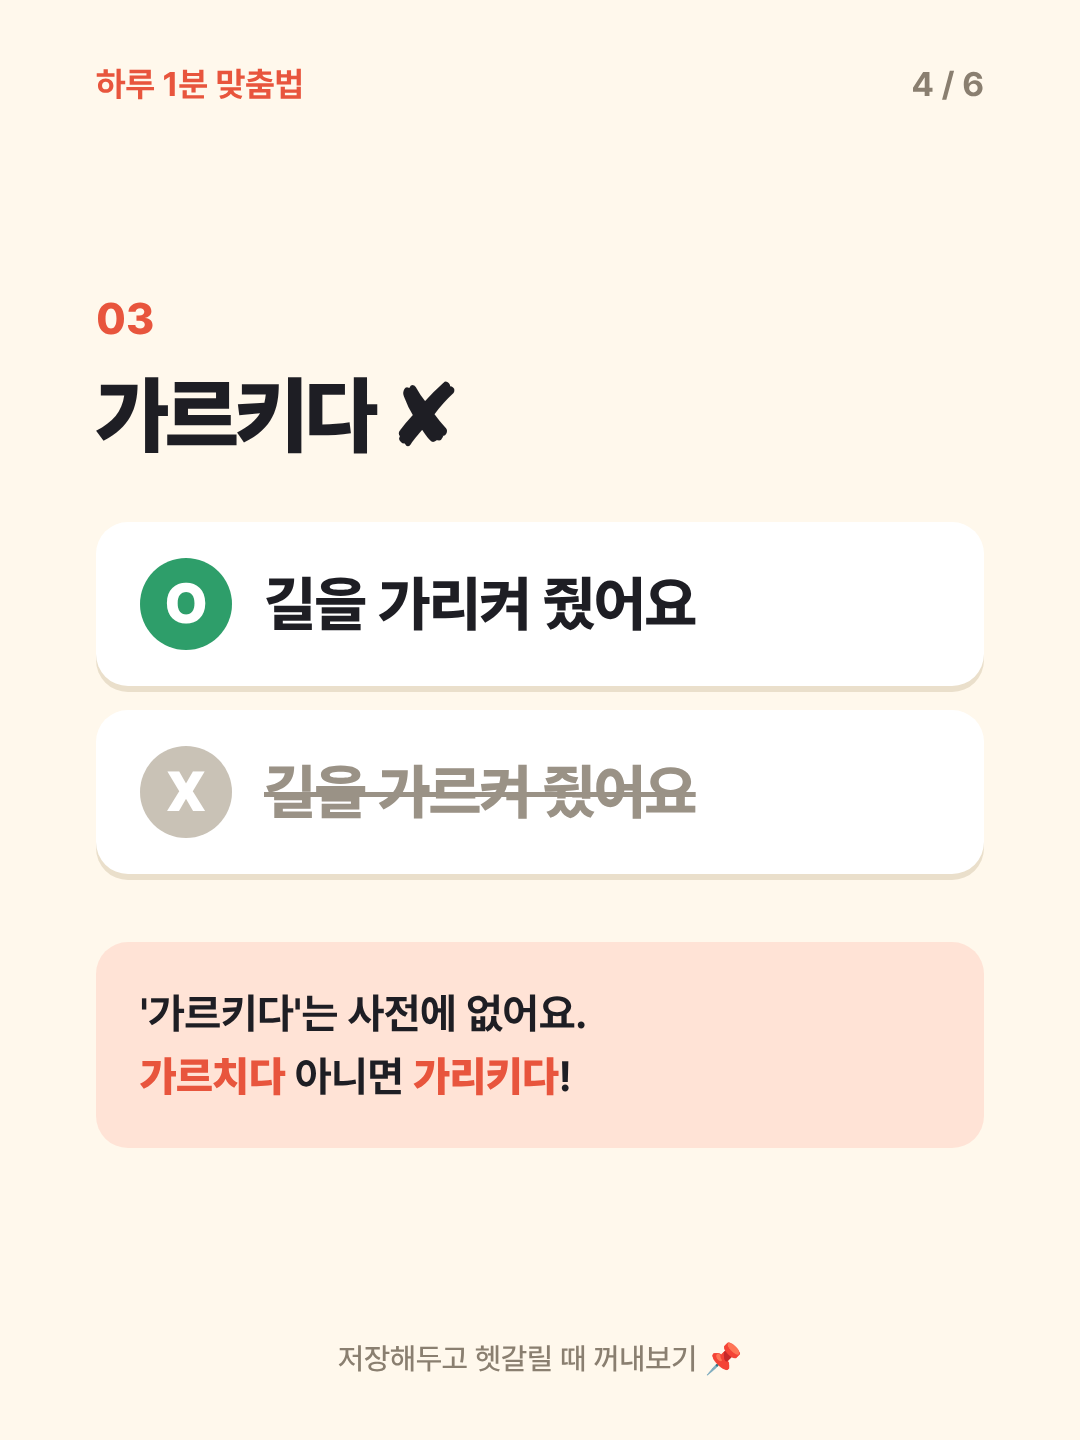 하루 1분 맞춤법
4 / 6
03
가르키다 ✘
O 길을 가리켜 줬어요
X 길을 가르켜 줬어요
'가르키다'는 사전에 없어요.
가르치다 아니면 가리키다!
저장해두고 헷갈릴 때 꺼내보기 📌